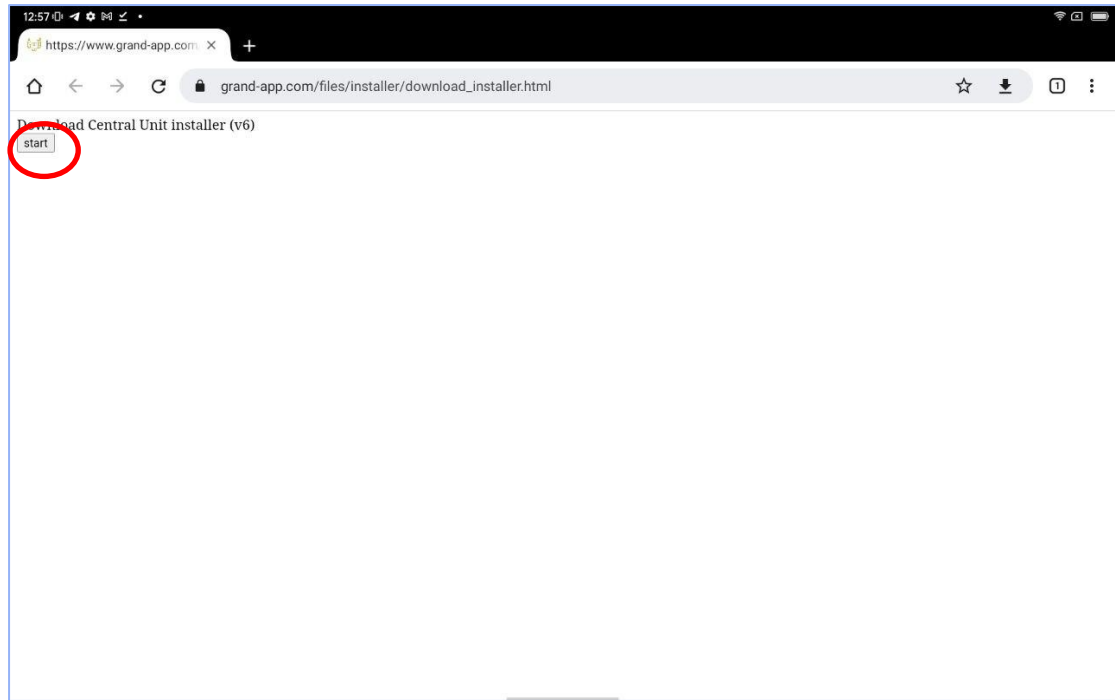 12:57
https://www.grand-app.com
grand-app.com/files/installer/download_installer.html
1
Download Central Unit installer (v6)
start